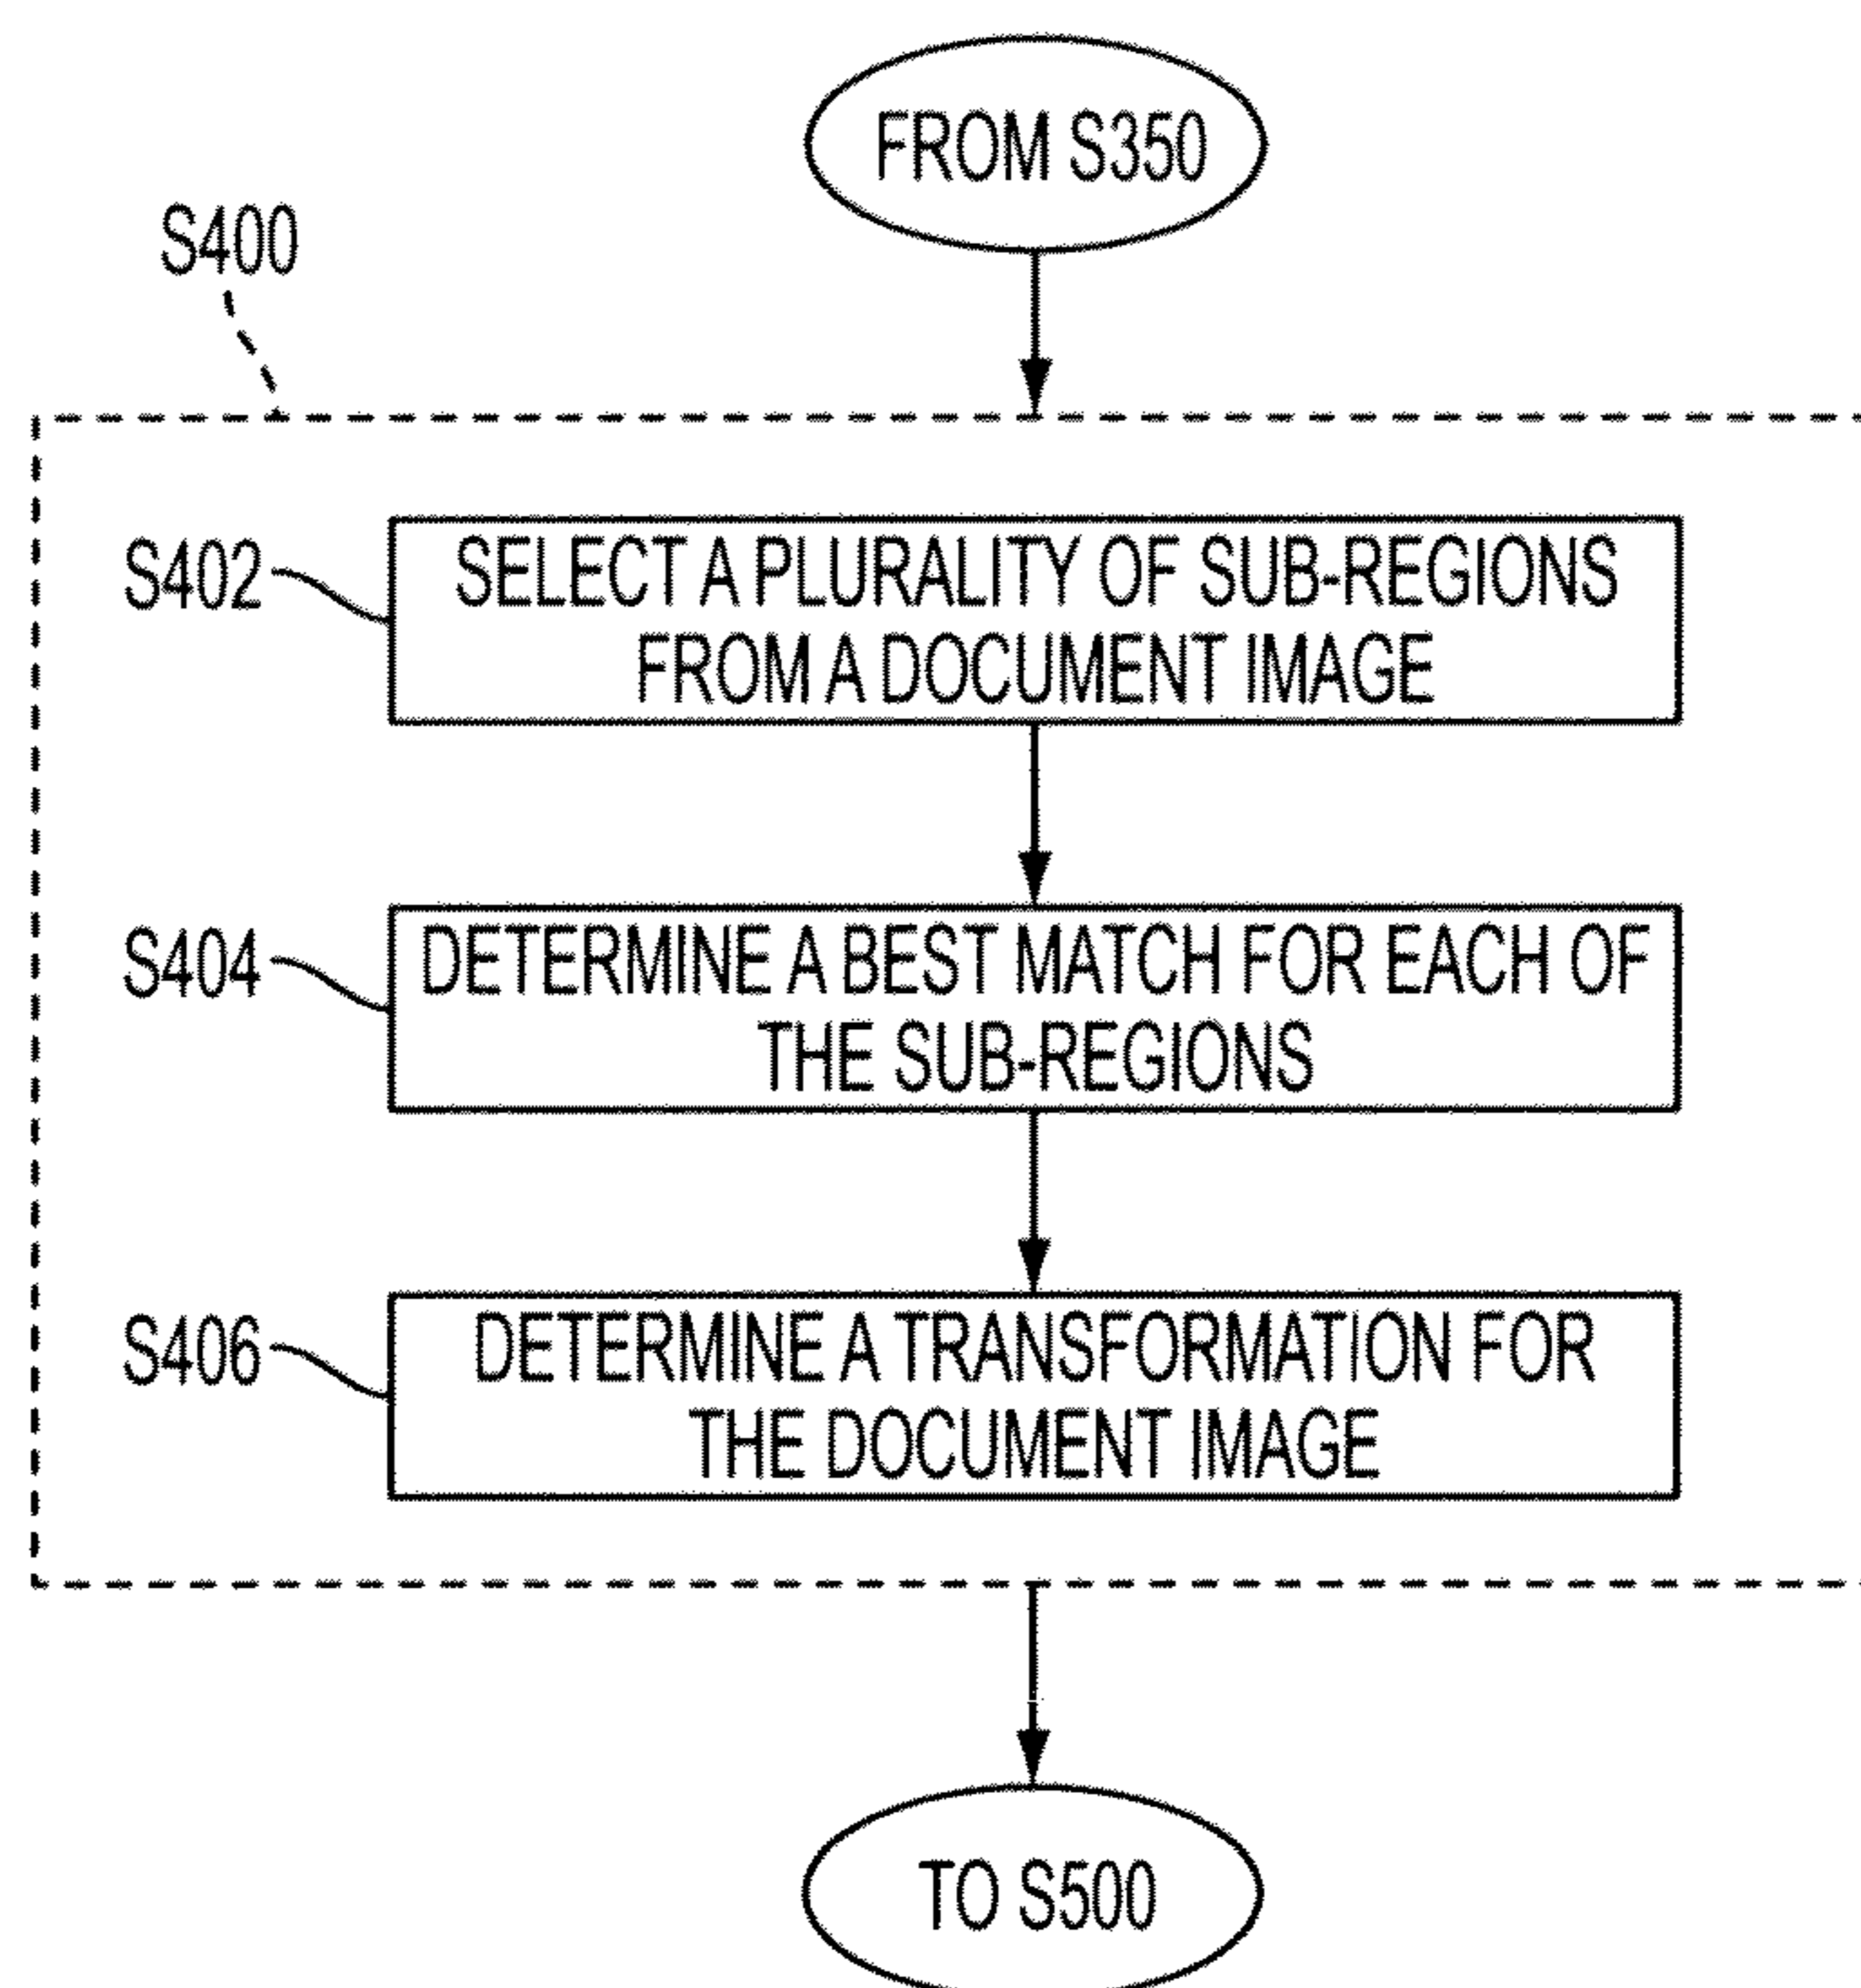 FROM S350
S400
S402
SELECT A PLURALITY OF SUB-REGIONS
FROM A DOCUMENT IMAGE
S404
DETERMINE A BEST MATCH FOR EACH OF
THE SUB-REGIONS
S406
DETERMINE A TRANSFORMATION FOR
THE DOCUMENT IMAGE
TO S500